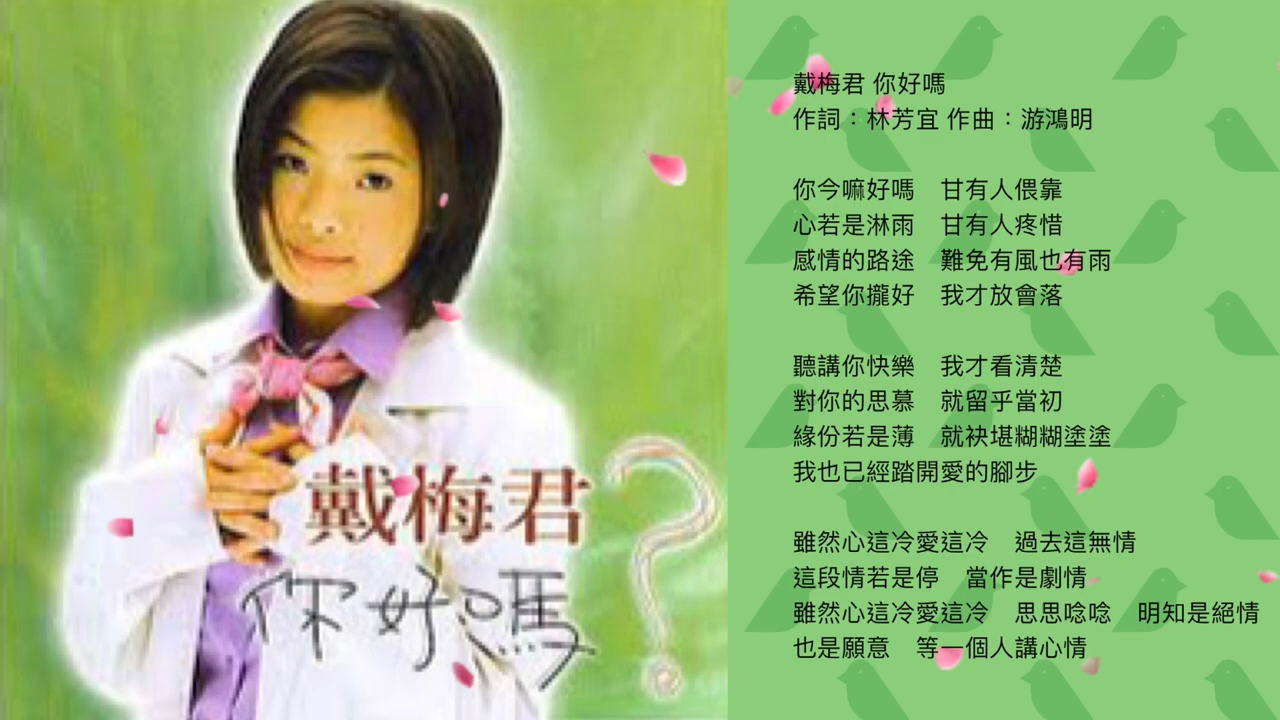 戴梅君
你好嗎
?
戴梅君 你好嗎
作詞：林芳宜 作曲：游鴻明
你今嘛好嗎　甘有人偎靠
心若是淋雨　甘有人疼惜
感情的路途　難免有風也有雨
希望你攏好　我才放會落
聽講你快樂　我才看清楚
對你的思慕　就留乎當初
緣份若是薄　就袂堪糊糊塗塗
我也已經踏開愛的腳步
雖然心這冷愛這冷　過去這無情
這段情若是停　當作是劇情
雖然心這冷愛這冷　思思唸唸　明知是絕情
也是願意　等一個人講心情